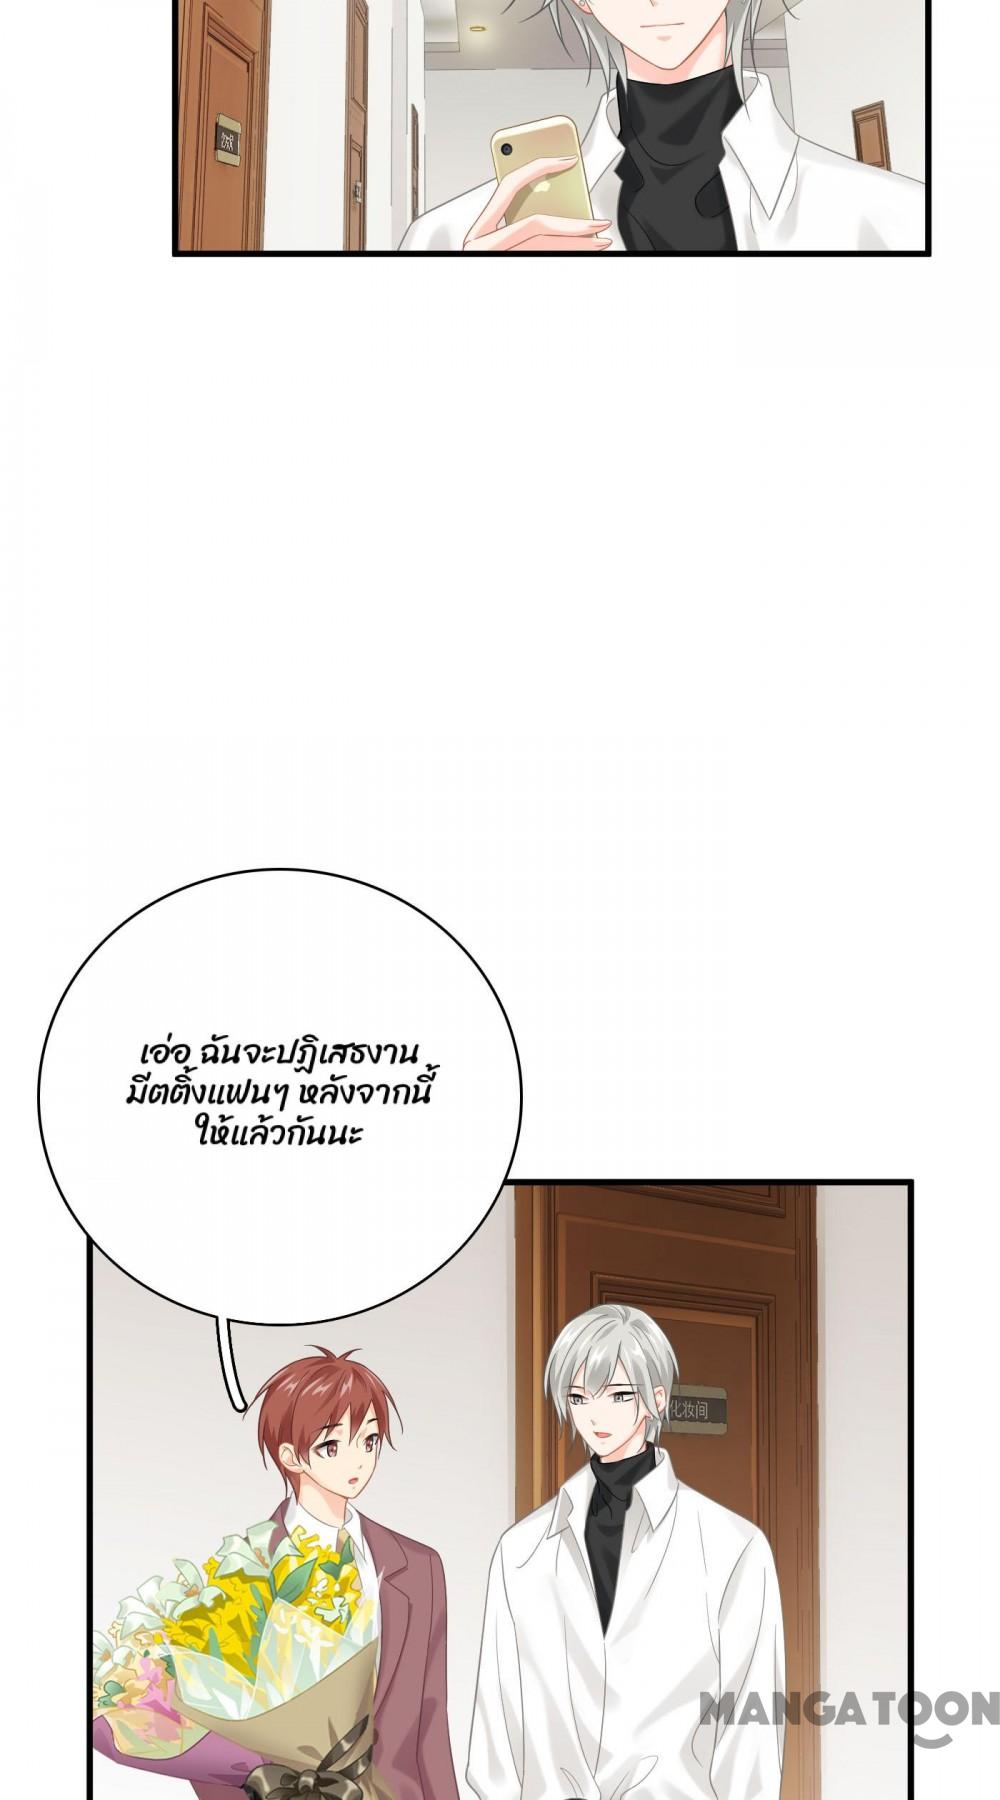 เอ่อ ฉันจะปฏิเสธงาน
มีตติ้งแฟนๆ หลังจากนี้
ให้แล้วกันนะ
化妆间
MANGATOON